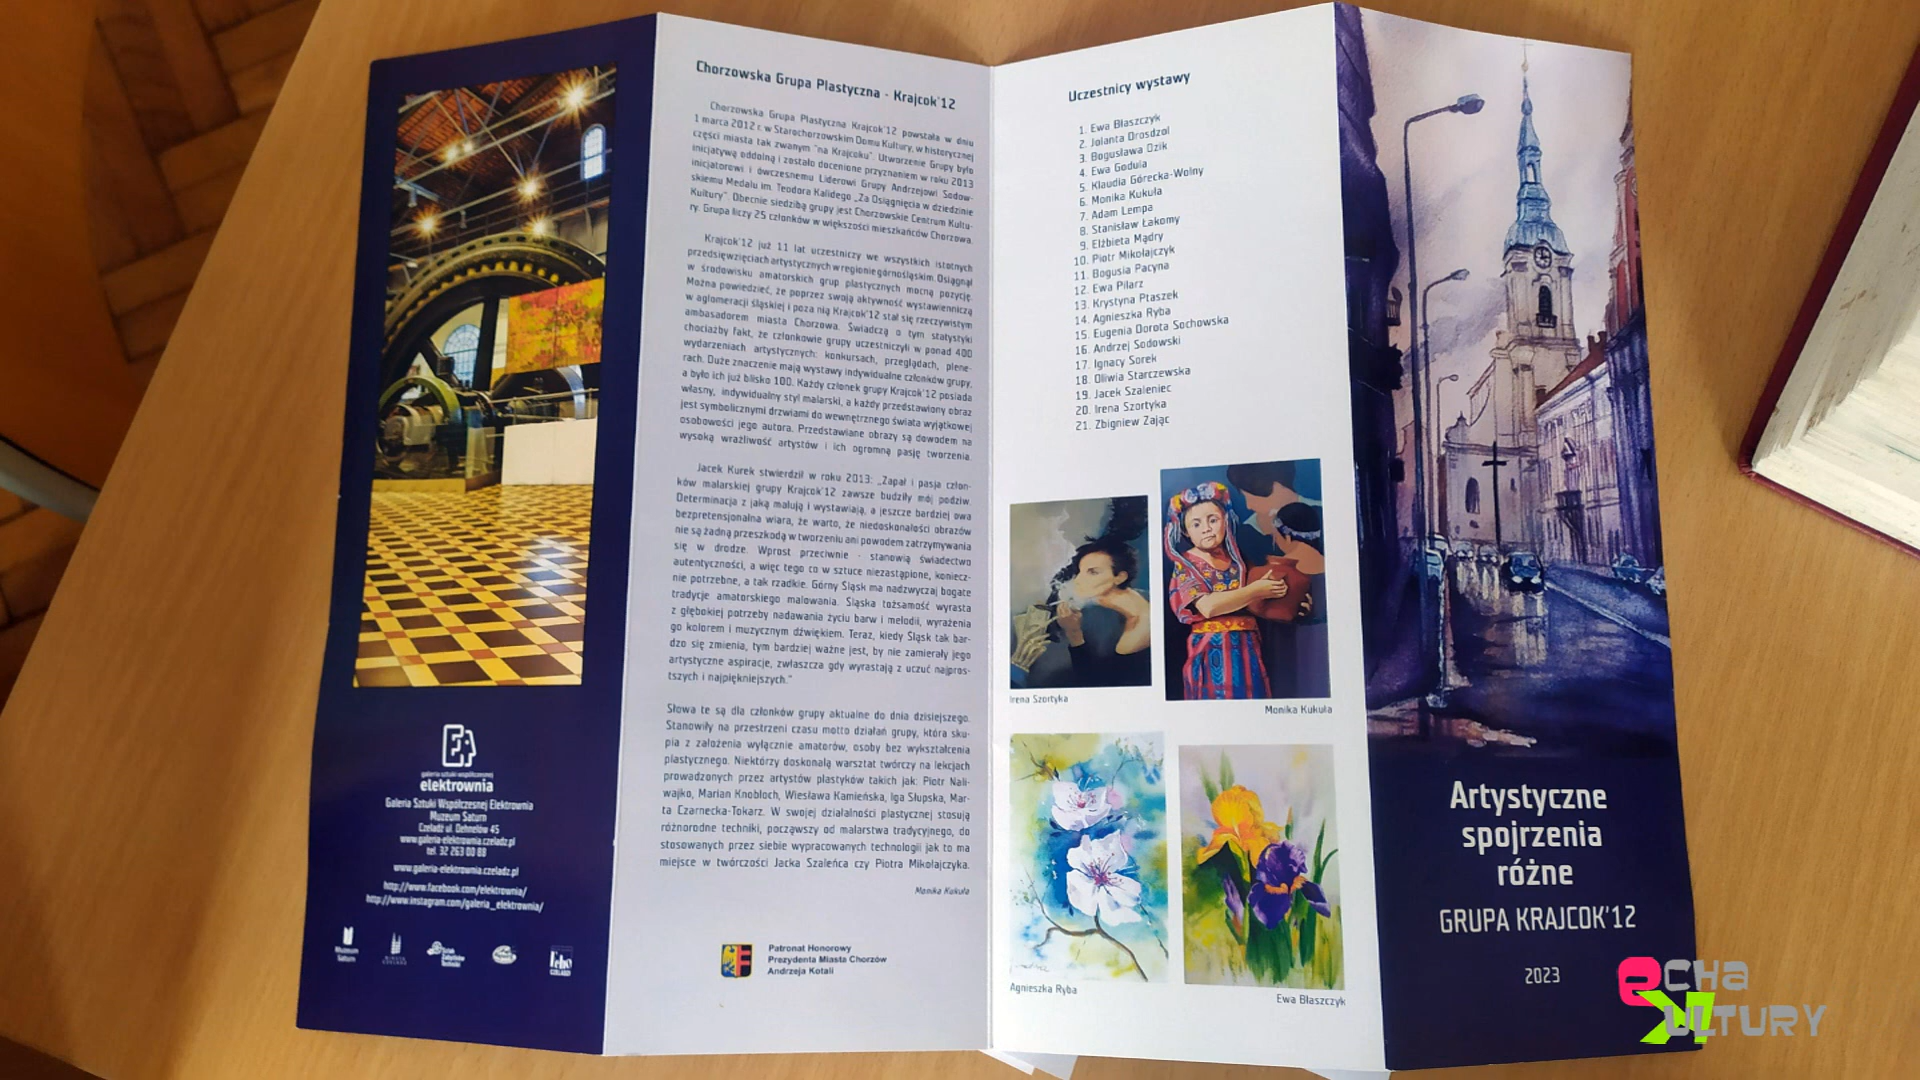 galeria sztuki współczesnej
elektrownia
Galeria Sztuki Współczesnej Elektrownia
Muzeum Saturn
Czeladź ul. Dehnelów 45
www.galeria-elektrownia.czeladz.pl
tel. 32 263 00 88
www.galeria-elektrownia.czeladz.pl
http://www.facebook.com/elektrownia/
http://www.instagram.com/galeria_elektrownia/
Muzeum
Saturn
Chorzowska Grupa Plastyczna - Krajcok'12
Chorzowska Grupa Plastyczna Krajcok'12 powstała w dniu
1 marca 2012 r. w Starochorzowskim Domu Kultury, w historycznej
części miasta tak zwanym "na Krajcoku". Utworzenie Grupy było
inicjatywą oddolną i zostało docenione przyznaniem w roku 2013
inicjatorowi i ówczesnemu Liderowi Grupy Andrzejowi Sodow-
skiemu Medalu im. Teodora Kalidego „Za Osiągnięcia w dziedzinie
Kultury". Obecnie siedzibą grupy jest Chorzowskie Centrum Kultu-
ry. Grupa liczy 25 członków w większości mieszkańców Chorzowa.
Krajcok'12 już 11 lat uczestniczy we wszystkich istotnych
przedsięwzięciach artystycznych w regionie górnośląskim. Osiągnął
w środowisku amatorskich grup plastycznych mocną pozycję.
Można powiedzieć, że poprzez swoją aktywność wystawienniczą
w aglomeracji śląskiej i poza nią Krajcok'12 stał się rzeczywistym
ambasadorem miasta Chorzowa. Świadczą o tym statystyki
chociażby fakt, że członkowie grupy uczestniczyli w ponad 400
wydarzeniach artystycznych: konkursach, przeglądach, plene-
rach. Duże znaczenie mają wystawy indywidualne członków grupy,
a było ich już blisko 100. Każdy członek grupy Krajcok'12 posiada
własny, indywidualny styl malarski, a każdy przedstawiony obraz
jest symbolicznymi drzwiami do wewnętrznego świata wyjątkowej
osobowości jego autora. Przedstawiane obrazy są dowodem na
wysoką wrażliwość artystów i ich ogromną pasję tworzenia.
Jacek Kurek stwierdził w roku 2013: „Zapał i pasja człon-
ków malarskiej grupy Krajcok'12 zawsze budziły mój podziw.
Determinacja z jaką malują i wystawiają, a jeszcze bardziej owa
bezpretensjonalna wiara, że warto, że niedoskonałości obrazów
nie są żadną przeszkodą w tworzeniu ani powodem zatrzymywania
się w drodze. Wprost przeciwnie - stanowią świadectwo
autentyczności, a więc tego co w sztuce niezastąpione, koniecz-
nie potrzebne, a tak rzadkie. Górny Śląsk ma nadzwyczaj bogate
tradycje amatorskiego malowania. Śląska tożsamość wyrasta
z głębokiej potrzeby nadawania życiu barw i melodii, wyrażenia
go kolorem i muzycznym dźwiękiem. Teraz, kiedy Śląsk tak bar-
dzo się zmienia, tym bardziej ważne jest, by nie zamierały jego
artystyczne aspiracje, zwłaszcza gdy wyrastają z uczuć najpros-
tszych i najpiękniejszych."
Słowa te są dla członków grupy aktualne do dnia dzisiejszego.
Stanowiły na przestrzeni czasu motto działań grupy, która sku-
pia z założenia wyłącznie amatorów, osoby bez wykształcenia
plastycznego. Niektórzy doskonalą warsztat twórczy na lekcjach
prowadzonych przez artystów plastyków takich jak: Piotr Nali-
wajko, Marian Knobloch, Wiesława Kamieńska, Iga Słupska, Mar-
ta Czarnecka-Tokarz. W swojej działalności plastycznej stosują
różnorodne techniki, począwszy od malarstwa tradycyjnego, do
stosowanych przez siebie wypracowanych technologii jak to ma
miejsce w twórczości Jacka Szaleńca czy Piotra Mikołajczyka.
Monika Kukuła
Patronat Honorowy
Prezydenta Miasta Chorzów
Andrzeja Kotali
Uczestnicy wystawy
1. Ewa Błaszczyk
2. Jolanta Drosdzol
3. Bogusława Dzik
4. Ewa Godula
5. Klaudia Górecka-Wolny
6. Monika Kukuła
7. Adam Lempa
8. Stanisław Łakomy
9. Elżbieta Mądry
10. Piotr Mikołajczyk
11. Bogusia Pacyna
12. Ewa Pilarz
13. Krystyna Ptaszek
14. Agnieszka Ryba
15. Eugenia Dorota Sochowska
16. Andrzej Sodowski
17. Ignacy Sorek
18. Oliwia Starczewska
19. Jacek Szaleniec
20. Irena Szortyka
21. Zbigniew Zając
Irena Szortyka
Monika Kukuła
Agnieszka Ryba
Ewa Błaszczyk
Artystyczne
spojrzenia
różne
GRUPA KRAJCOK'12
2023
eCHa
KULTURY